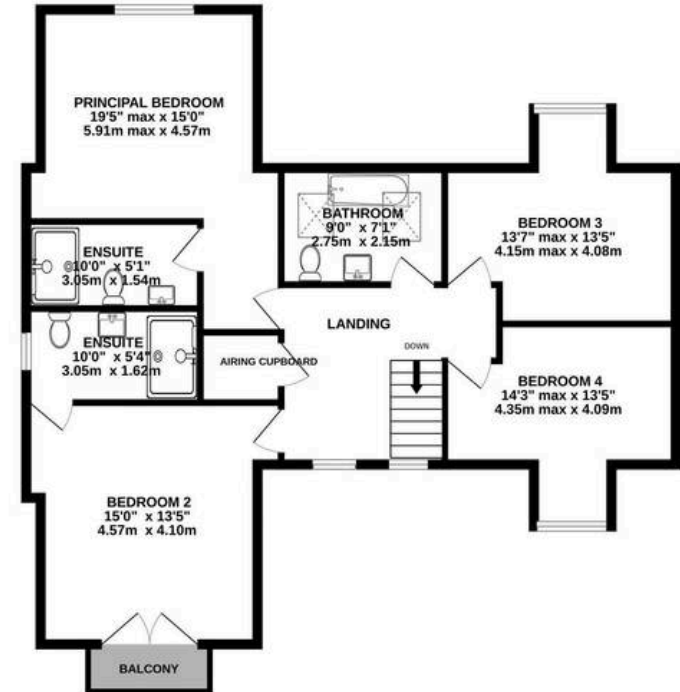 PRINCIPAL BEDROOM
19'5" max x 15'0"
5.91m max x 4.57m
BATHROOM
9'0" x 7'1"
2.75m x 2.15m
BEDROOM 3
13'7" max x 13'5"
4.15m max x 4.08m
ENSUITE
10'0" x 5'1"
3.05m x 1.54m
LANDING
ENSUITE
10'0" x 5'4"
3.05m x 1.62m
DOWN
AIRING CUPBOARD
BEDROOM 4
14'3" max x 13'5"
4.35m max x 4.09m
BEDROOM 2
15'0" x 13'5"
4.57m x 4.10m
BALCONY